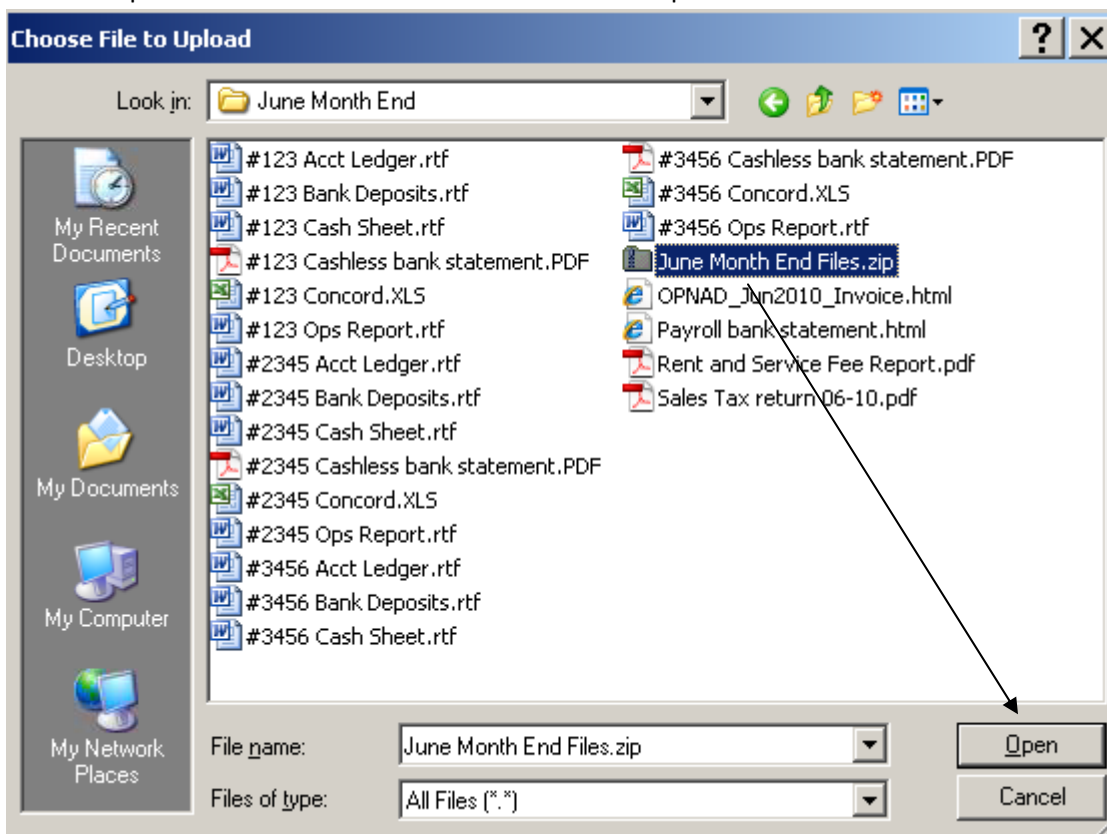 Choose File to Upload
Look in:
June Month End
My Recent
Documents
Desktop
My Documents
My Computer
My Network
Places
#123 Acct Ledger.rtf
#123 Bank Deposits.rtf
#123 Cash Sheet.rtf
#123 Cashless bank statement.PDF
#123 Concord.XLS
#123 Ops Report.rtf
#2345 Acct Ledger.rtf
#2345 Bank Deposits.rtf
#2345 Cash Sheet.rtf
#2345 Cashless bank statement.PDF
#2345 Concord.XLS
#2345 Ops Report.rtf
#3456 Acct Ledger.rtf
#3456 Bank Deposits.rtf
#3456 Cash Sheet.rtf
#3456 Cashless bank statement.PDF
#3456 Concord.XLS
#3456 Ops Report.rtf
June Month End Files.zip
OPNAD_Jun2010_Invoice.html
Payroll bank statement.html
Rent and Service Fee Report.pdf
Sales Tax return 06-10.pdf
File name:
June Month End Files.zip
Open
Files of type:
All Files (*.*)
Cancel